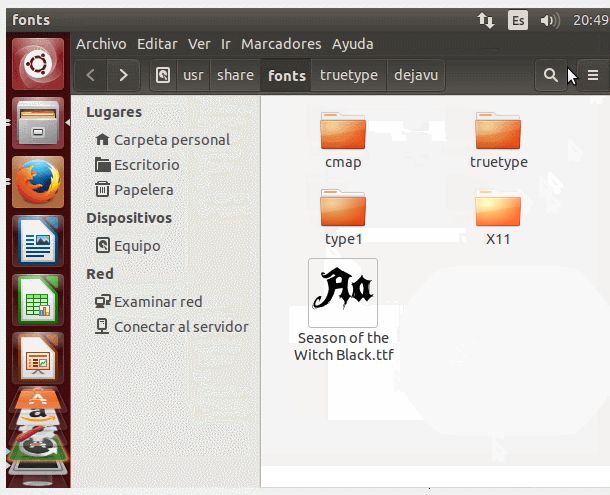 fonts
Es
20:49
Archivo Editar Ver Ir Marcadores Ayuda
usr share fonts truetype dejavu
Lugares
Carpeta personal
Escritorio
Papelera
Dispositivos
Equipo
Red
Examinar red
Conectar al servidor
cmap
truetype
type1
X11
Aa
Season of the
Witch Black.ttf